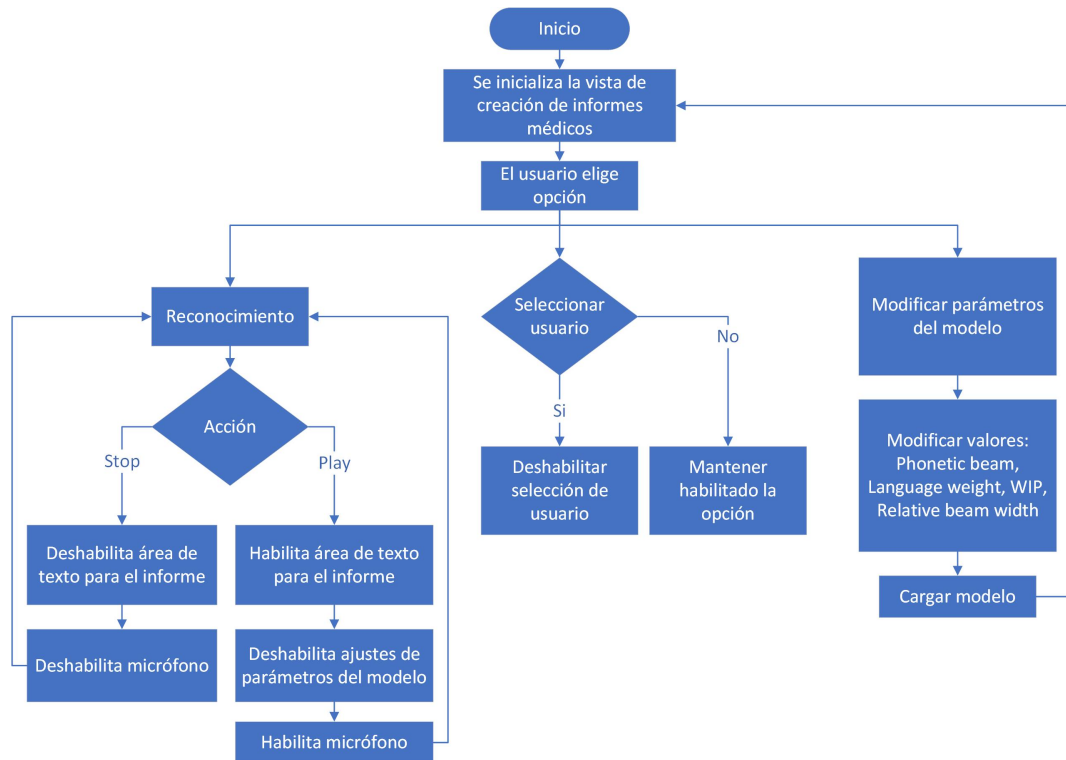 Inicio
Se inicializa la vista de
creación de informes
médicos
El usuario elige
opción
Reconocimiento
Acción
Stop
Play
Deshabilita área de
texto para el informe
Deshabilita micrófono
Habilita área de texto
para el informe
Deshabilita ajustes de
parámetros del modelo
Habilita micrófono
Seleccionar
usuario
No
Si
Deshabilitar
selección de
usuario
Mantener
habilitado la
opción
Modificar parámetros
del modelo
Modificar valores:
Phonetic beam,
Language weight, WIP,
Relative beam width
Cargar modelo